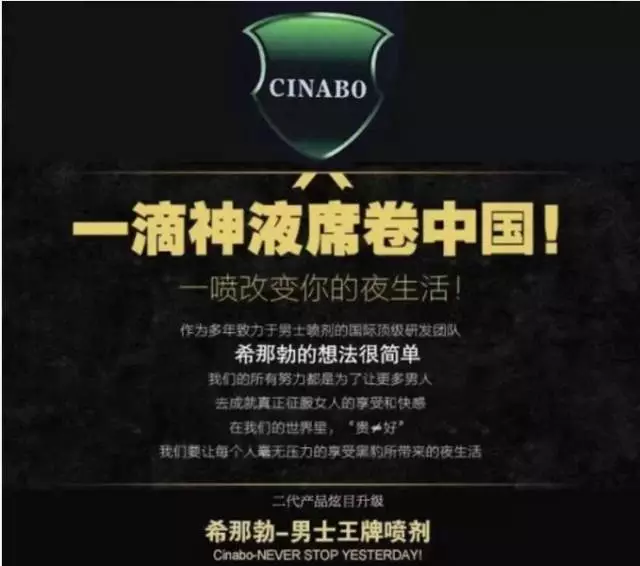 CINABO
一滴神液席卷中国!
一喷改变你的夜生活!
作为多年致力于男士喷剂的国际顶级研发团队
希那勃的想法很简单
我们的所有努力都是为了让更多男人
去成就真正征服女人的享受和快感
在我们的世界里，“贵≠好”
我们要让每个人毫无压力的享受黑豹所带来的夜生活
二代产品炫目升级
希那勃-男士王牌喷剂
Cinabo-NEVER STOP YESTERDAY!